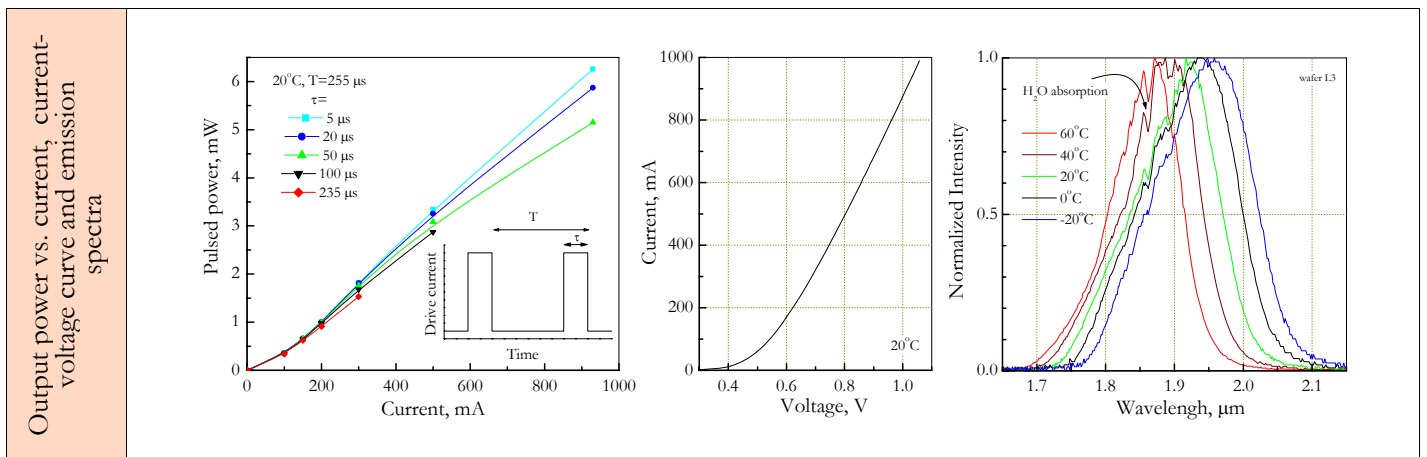 Output power vs. current, current-
voltage curve and emission
spectra
Pulsed power, mW
6
5
4
3
2
1
0
20°C, T=255 μs
τ=
5 μs
20 μs
50 μs
100 μs
235 μs
Drive current
T
τ
Time
0 200 400 600 800 1000
Current, mA
Current, mA
1000
800
600
400
200
0
20°C
0.4 0.6 0.8 1.0
Voltage, V
Normalized Intensity
1.0
0.5
0.0
wafer L3
H₂O absorption
60°C
40°C
20°C
0°C
-20°C
1.7 1.8 1.9 2.0 2.1
Wavelengh, μm